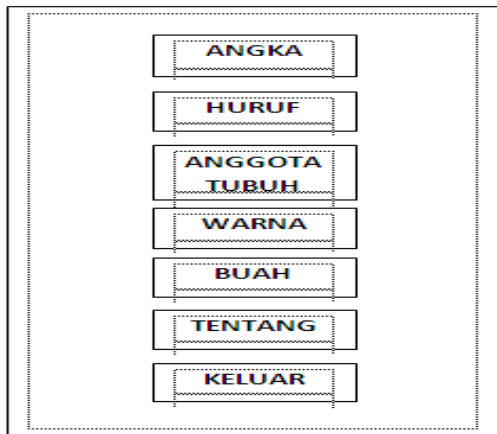 ANGKA
HURUF
ANGGOTA
TUBUH
WARNA
BUAH
TENTANG
KELUAR